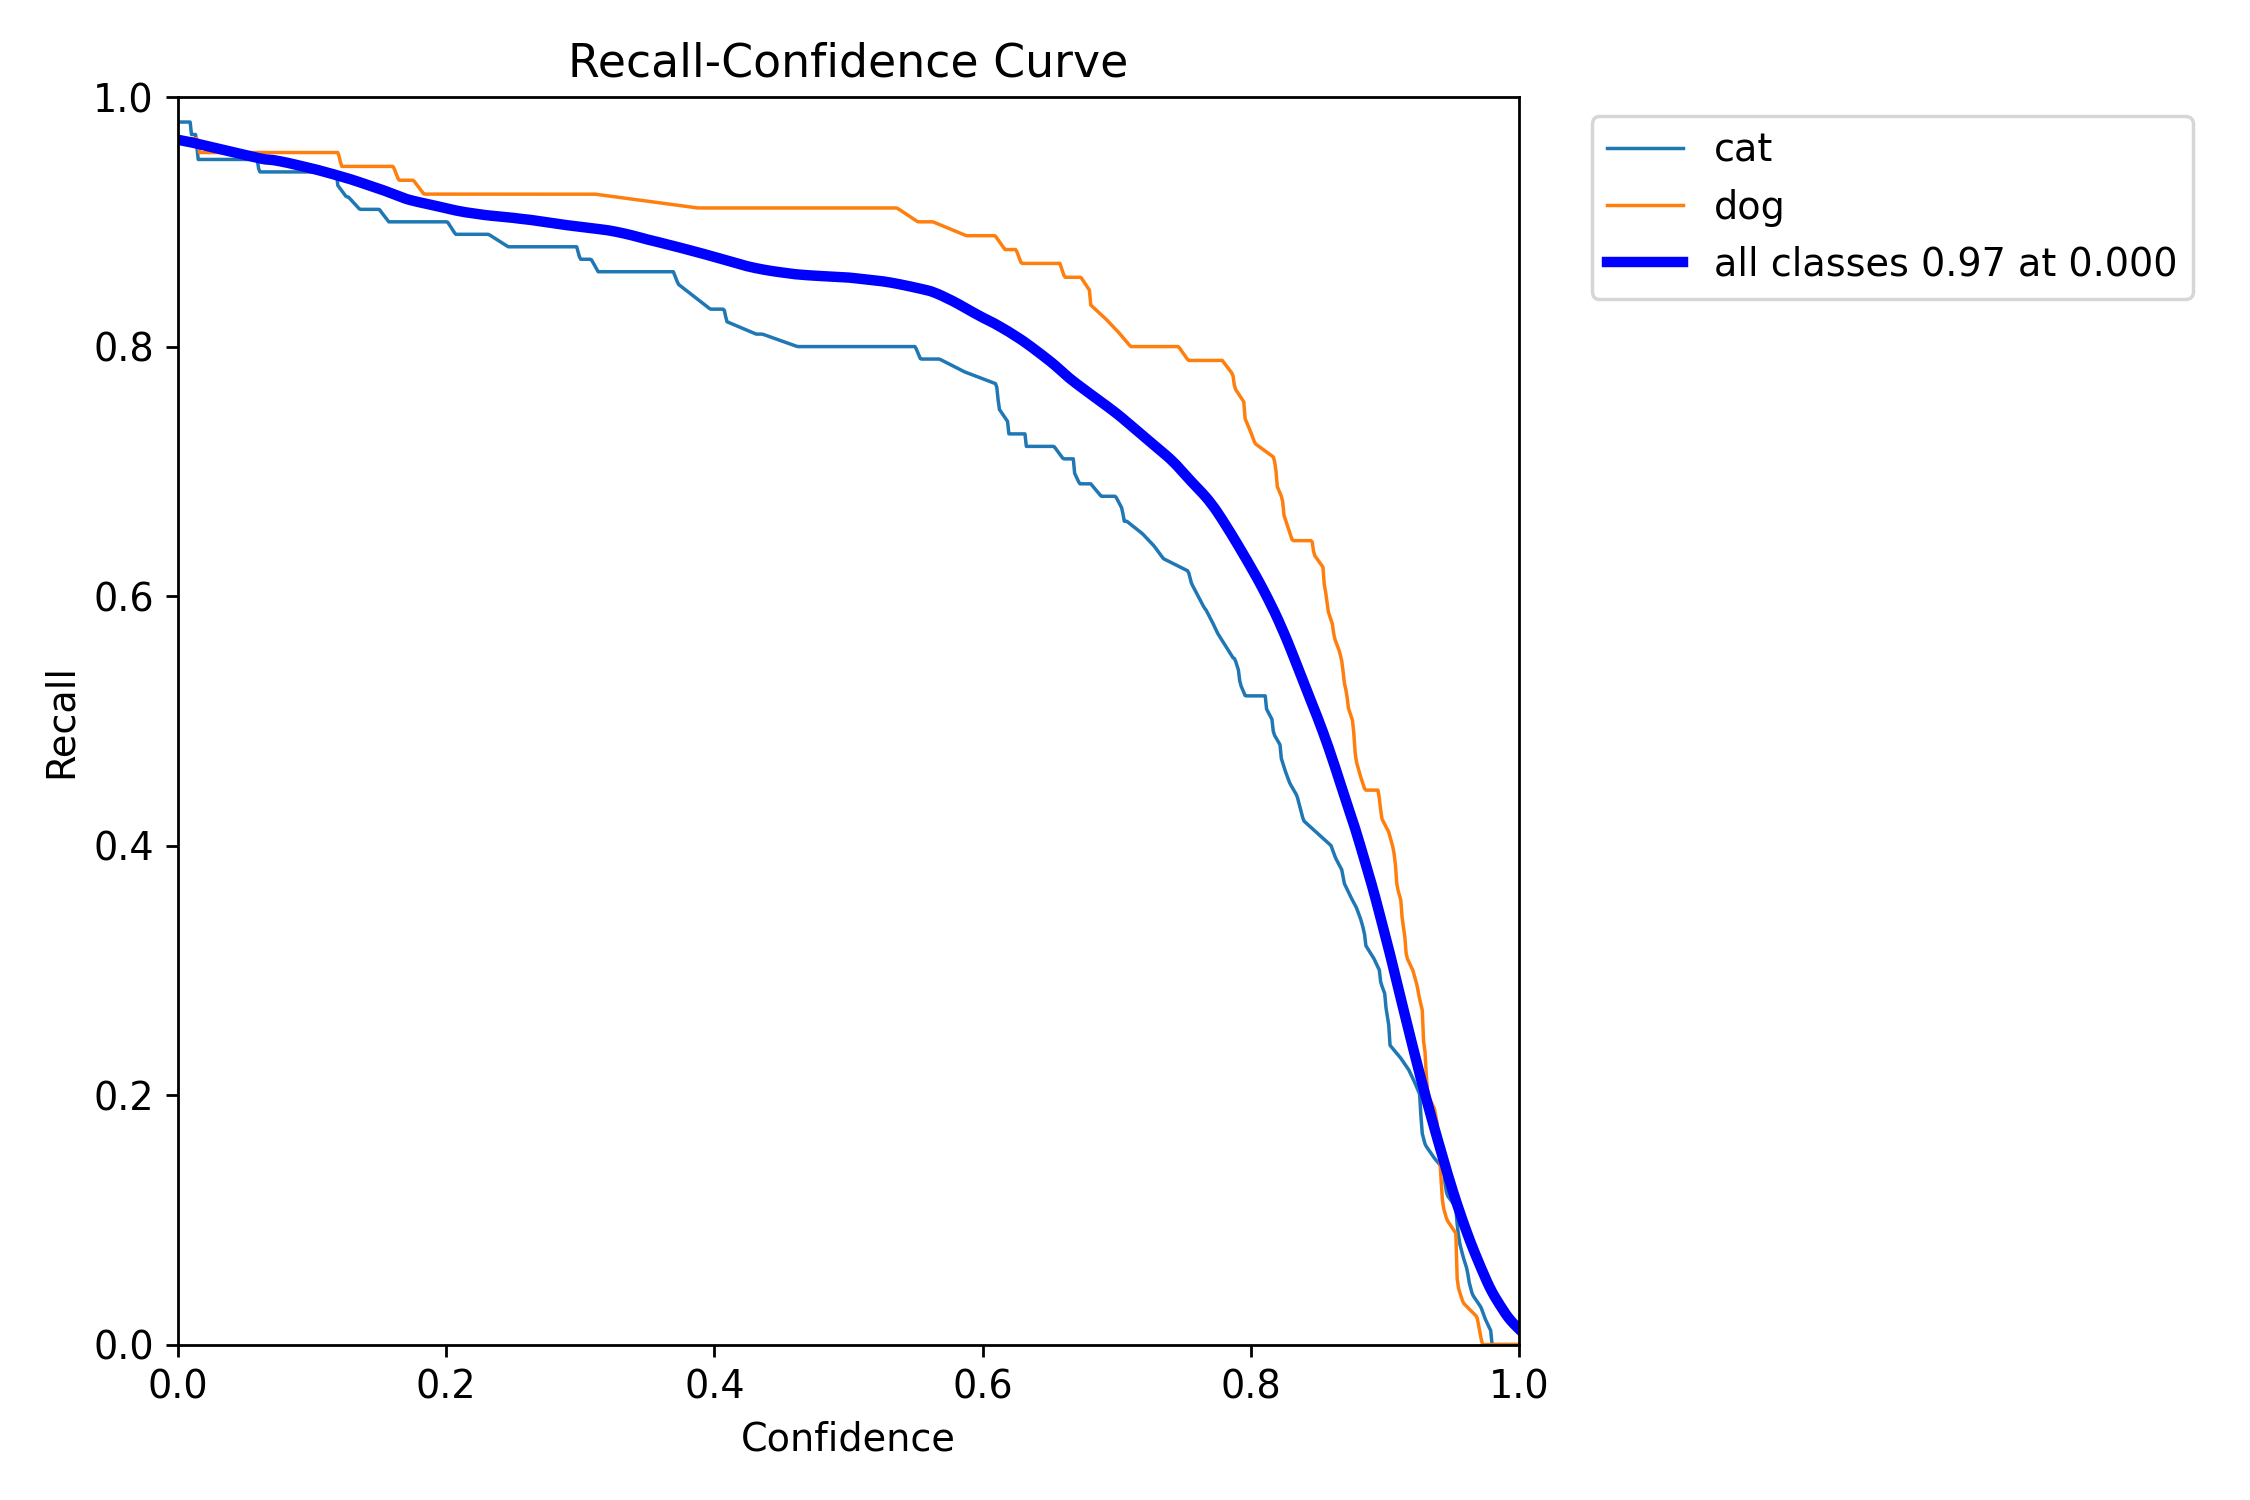 Recall-Confidence Curve
1.0
0.8
0.6
0.4
0.2
0.0
Recall
0.0 0.2 0.4 0.6 0.8 1.0
Confidence
cat
dog
all classes 0.97 at 0.000